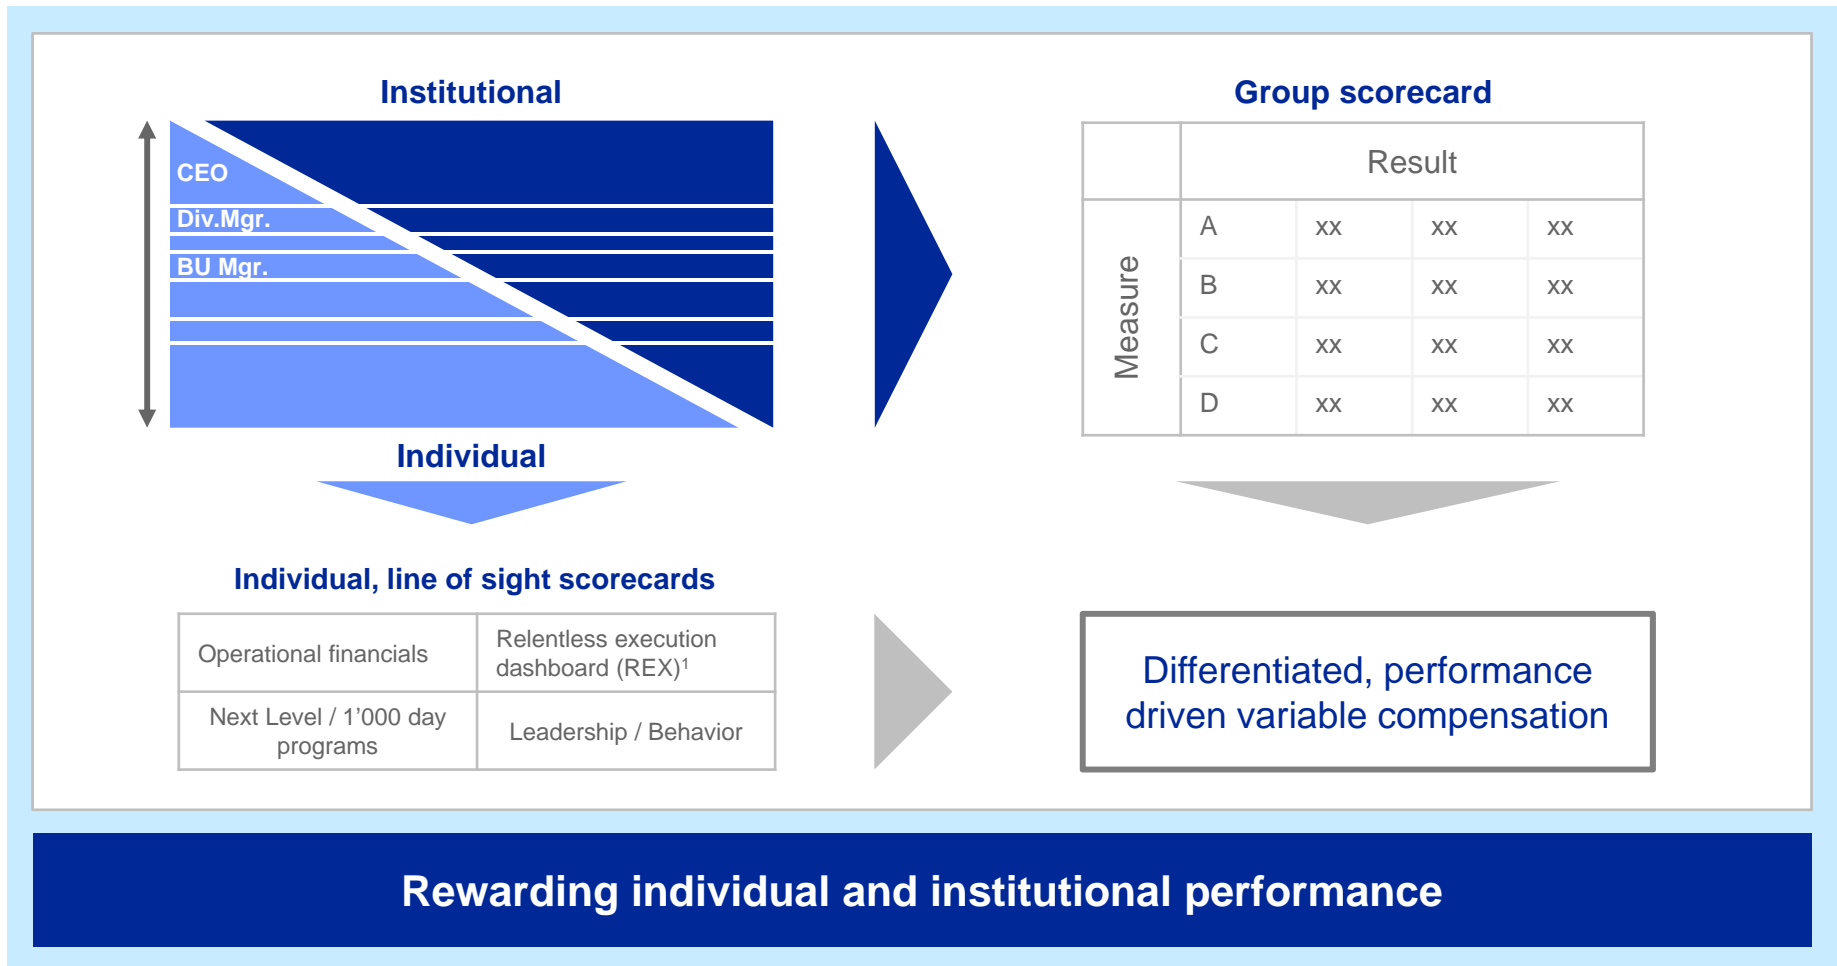 Institutional
CEO
Div.Mgr.
BU Mgr.
Individual
Group scorecard
Result
Measure
A xx xx xx
B xx xx xx
C xx xx xx
D xx xx xx
Individual, line of sight scorecards
Operational financials
Relentless execution
dashboard (REX)¹
Next Level / 1’000 day
programs
Leadership / Behavior
Differentiated, performance
driven variable compensation
Rewarding individual and institutional performance